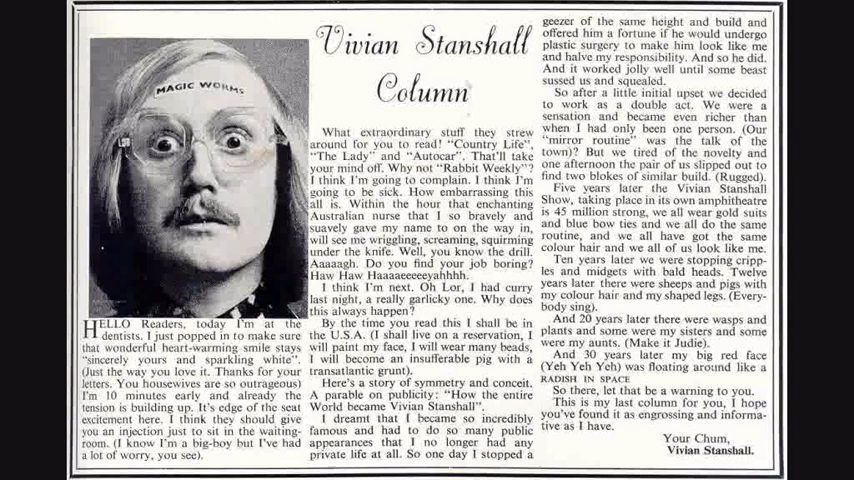 MAGIC WORMS
Vivian Stanshall
Column
HELLO Readers, today I'm at the
dentists. I just popped in to make sure
that wonderful heart-warming smile stays
"sincerely yours and sparkling white".
(Just the way you love it. Thanks for your
letters. You housewives are so outrageous)
I'm 10 minutes early and already the
tension is building up. It's edge of the seat
excitement here. I think they should give
you an injection just to sit in the waiting-
room. (I know I'm a big-boy but I've had
a lot of worry, you see).
What extraordinary stuff they strew
around for you to read! "Country Life",
"The Lady" and "Autocar". That'll take
your mind off. Why not "Rabbit Weekly"?
I think I'm going to complain. I think I'm
going to be sick. How embarrassing this
all is. Within the hour that enchanting
Australian nurse that I so bravely and
suavely gave my name to on the way in,
will see me wriggling, screaming, squirming
under the knife. Well, you know the drill.
Aaaaagh. Do you find your job boring?
Haw Haw Haaaaeeeeeyahhhh.
I think I'm next. Oh Lor, I had curry
last night, a really garlicky one. Why does
this always happen?
By the time you read this I shall be in
the U.S.A. (I shall live on a reservation, I
will paint my face, I will wear many beads,
I will become an insufferable pig with a
transatlantic grunt).
Here's a story of symmetry and conceit.
A parable on publicity: "How the entire
World became Vivian Stanshall".
I dreamt that I became so incredibly
famous and had to do so many public
appearances that I no longer had any
private life at all. So one day I stopped a
geezer of the same height and build and
offered him a fortune if he would undergo
plastic surgery to make him look like me
and halve my responsibility. And so he did.
And it worked jolly well until some beast
sussed us and squealed.
So after a little initial upset we decided
to work as a double act. We were a
sensation and became even richer than
when I had only been one person. (Our
"mirror routine" was the talk of the
town)? But we tired of the novelty and
one afternoon the pair of us slipped out to
find two blokes of similar build. (Rugged).
Five years later the Vivian Stanshall
Show, taking place in its own amphitheatre
is 45 million strong, we all wear gold suits
and blue bow ties and we all do the same
routine, and we all have got the same
colour hair and we all of us look like me.
Ten years later we were stopping cripp-
les and midgets with bald heads. Twelve
years later there were sheeps and pigs with
my colour hair and my shaped legs. (Every-
body sing).
And 20 years later there were wasps and
plants and some were my sisters and some
were my aunts. (Make it Judie).
And 30 years later my big red face
(Yeh Yeh Yeh) was floating around like a
RADISH IN SPACE
So there, let that be a warning to you.
This is my last column for you, I hope
you've found it as engrossing and informa-
tive as I have.
Your Chum,
Vivian Stanshall.